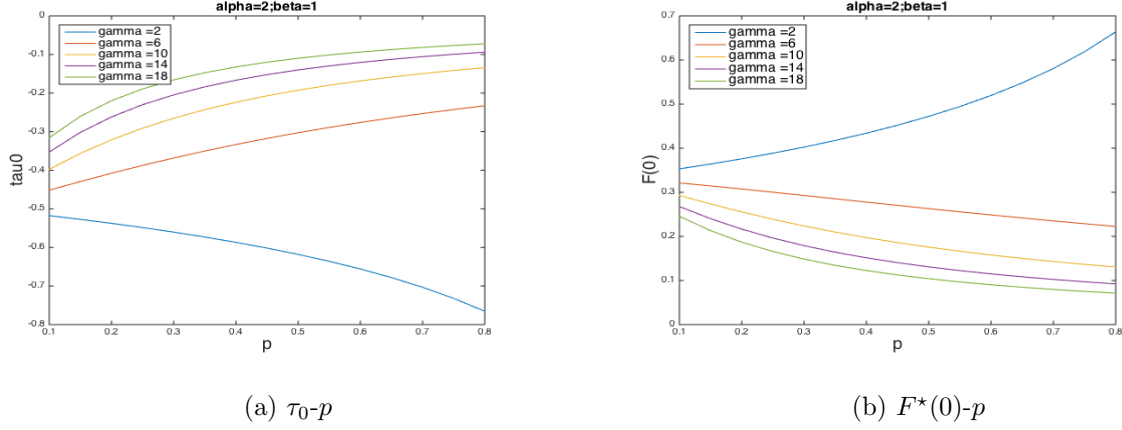 alpha=2;beta=1
0
-0.1
-0.2
-0.3
-0.4
-0.5
-0.6
-0.7
-0.8
tau0
gamma =2
gamma =6
gamma =10
gamma =14
gamma =18
0.1 0.2 0.3 0.4 0.5 0.6 0.7 0.8
p
(a) τ₀-p
alpha=2;beta=1
0.7
0.6
0.5
0.4
0.3
0.2
0.1
0
F(0)
gamma =2
gamma =6
gamma =10
gamma =14
gamma =18
0.1 0.2 0.3 0.4 0.5 0.6 0.7 0.8
p
(b) F⋆(0)-p